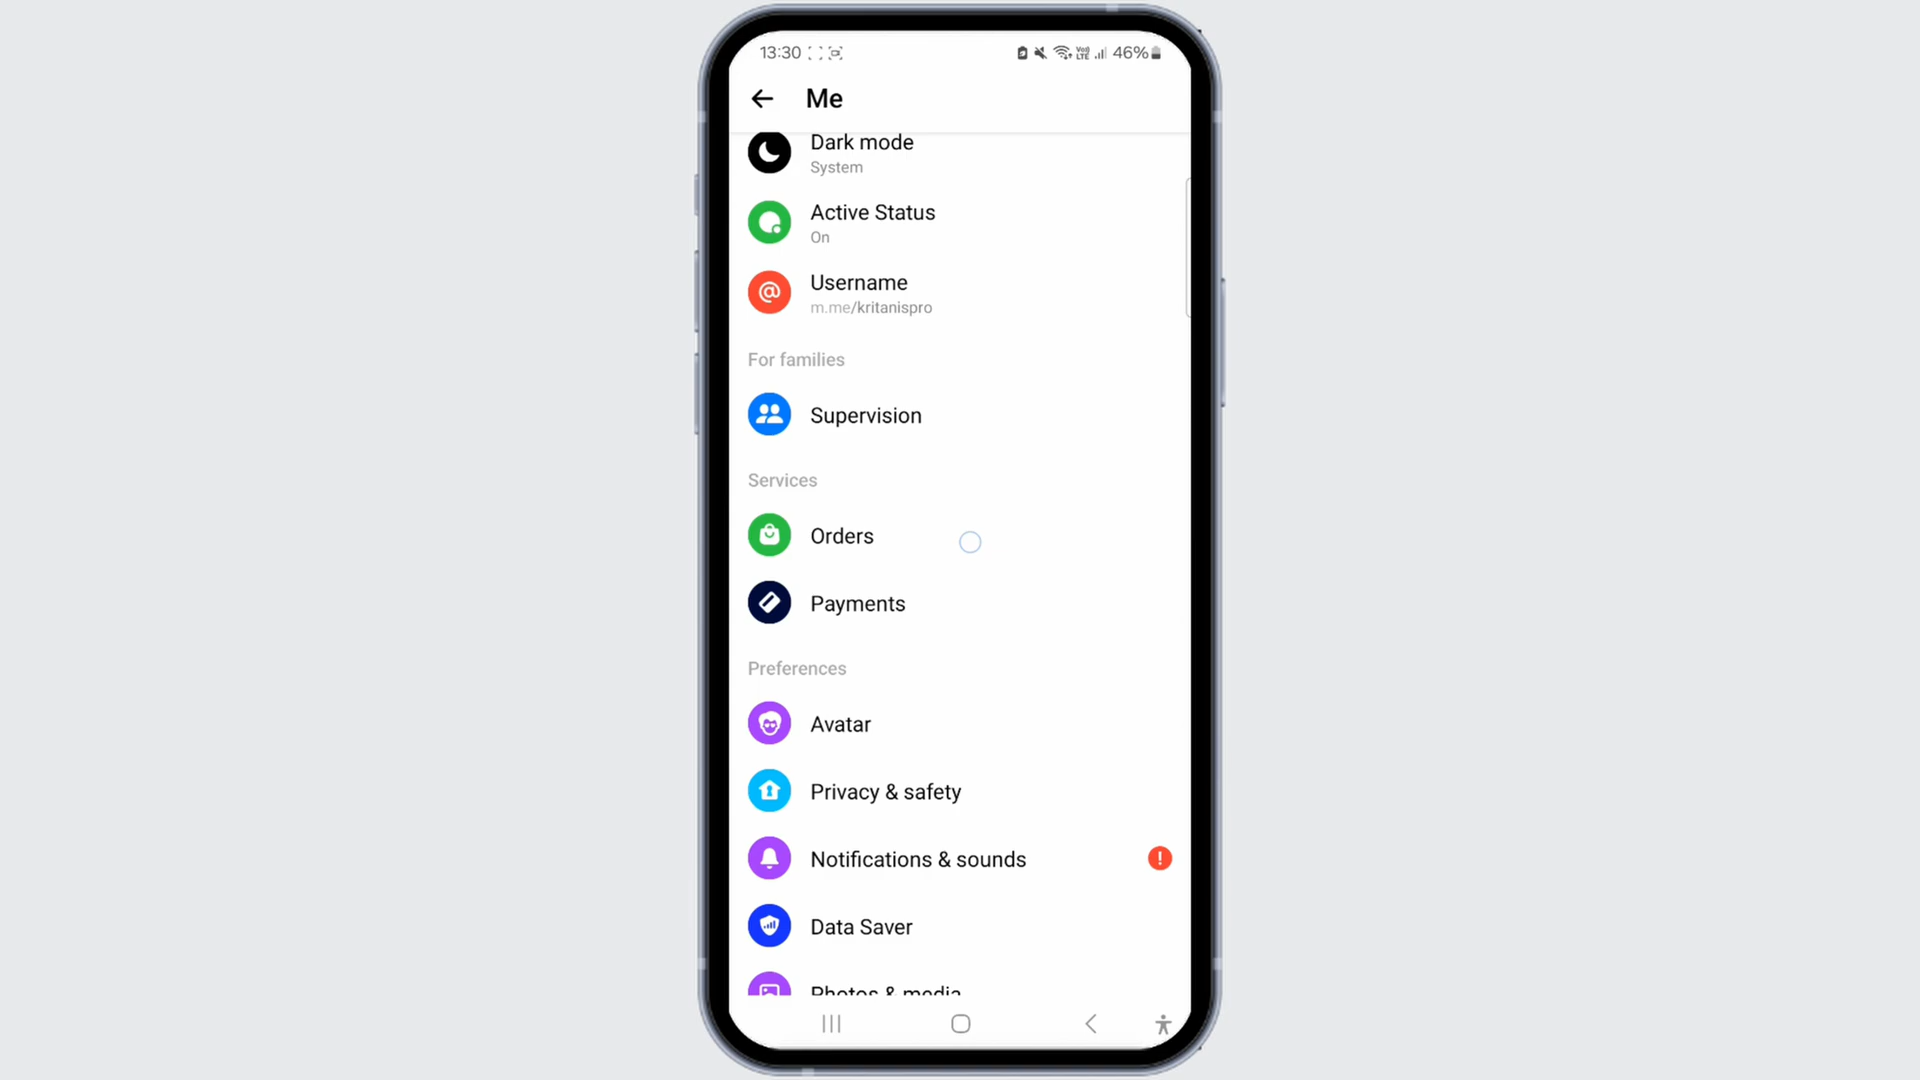 13:30
46%
Me
Dark mode
System
Active Status
On
Username
m.me/kritanispro
For families
Supervision
Services
Orders
Payments
Preferences
Avatar
Privacy & safety
Notifications & sounds
!
Data Saver
Photos & media